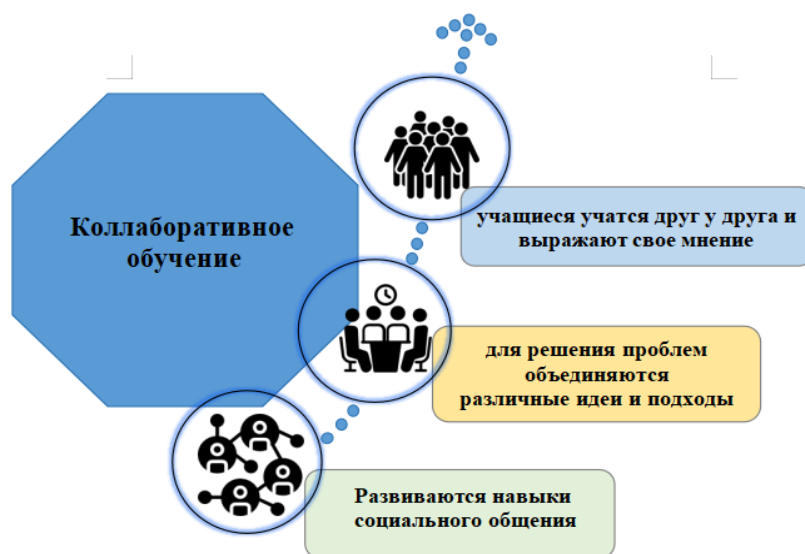 Коллаборативное
обучение
учащиеся учатся друг у друга и
выражают свое мнение
для решения проблем
объединяются
различные идеи и подходы
Развиваются навыки
социального общения